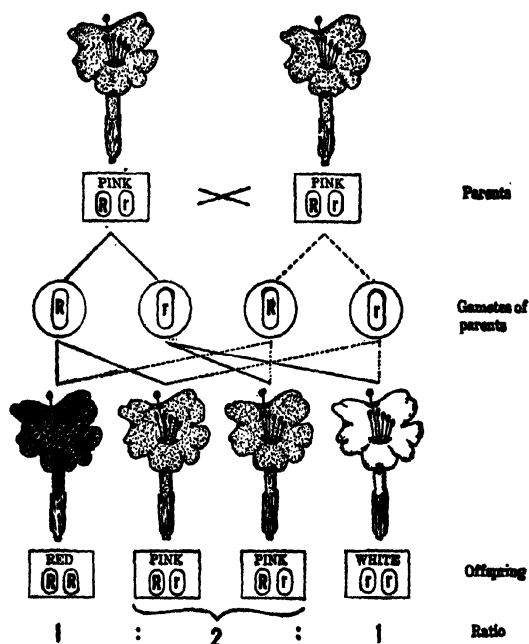 PINK
R r
PINK
R r
Parents
R
r
R
r
Gametes of
parents
RED
R R
PINK
R r
PINK
R r
WHITE
r r
Offspring
1 : 2 : 1
Ratio